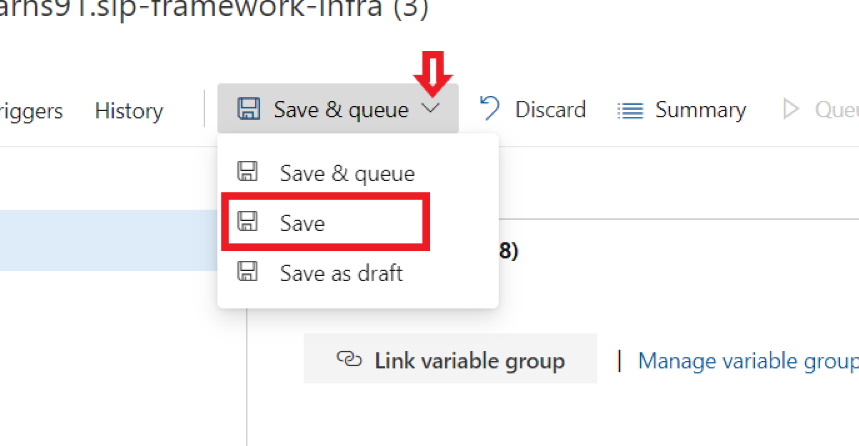 arns91.slp-framework-infra (3)
riggers History Save & queue Discard Summary Queu
Save & queue
Save
8)
Save as draft
Link variable group | Manage variable group